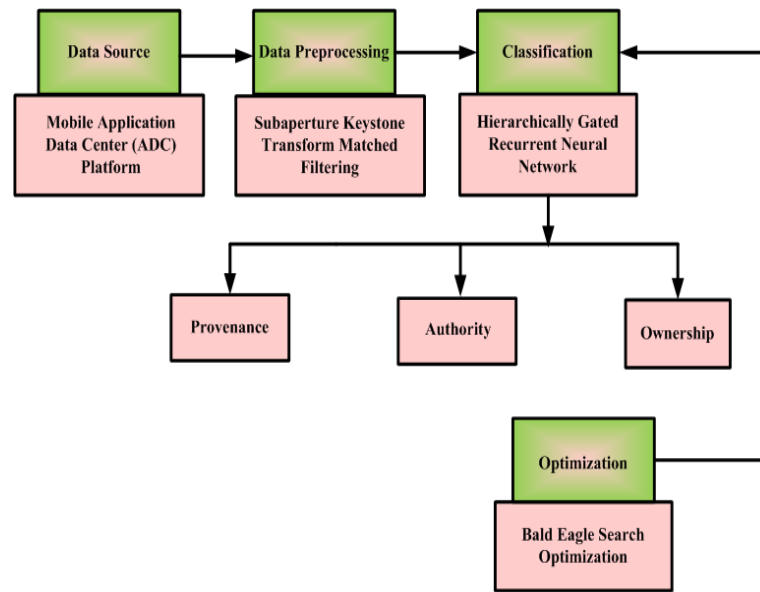 Data Source
Data Preprocessing
Classification
Mobile Application
Data Center (ADC)
Platform
Subaperture Keystone
Transform Matched
Filtering
Hierarchically Gated
Recurrent Neural
Network
Provenance
Authority
Ownership
Optimization
Bald Eagle Search
Optimization